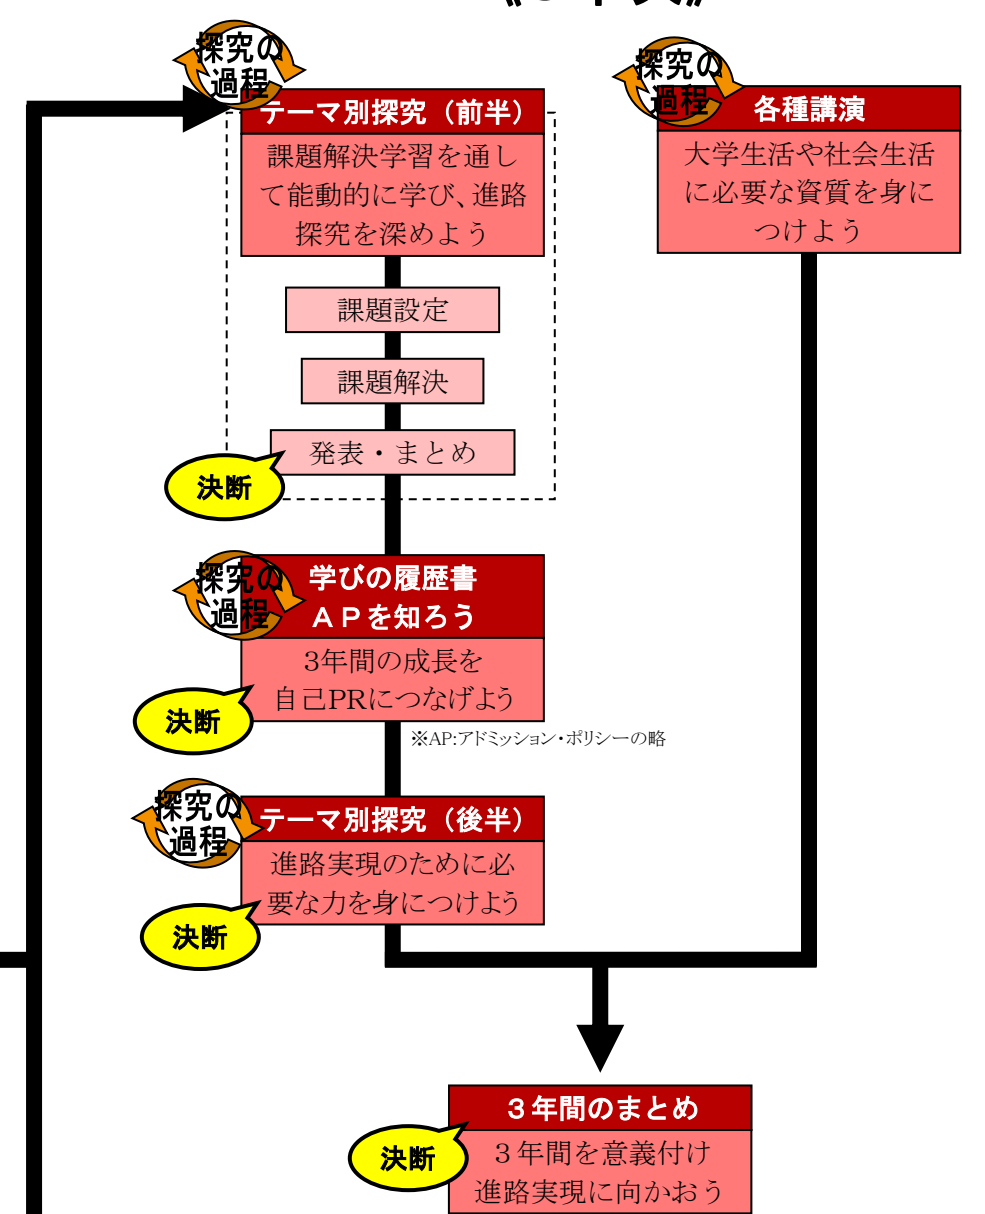 探究の
過程
テーマ別探究（前半）
課題解決学習を通し
て能動的に学び、進路
探究を深めよう
課題設定
課題解決
発表・まとめ
決断
探究の
過程
各種講演
大学生活や社会生活
に必要な資質を身に
つけよう
探究の
過程
学びの履歴書
ＡＰを知ろう
3年間の成長を
自己PRにつなげよう
決断
※AP:アドミッション・ポリシーの略
探究の
過程
テーマ別探究（後半）
進路実現のために必
要な力を身につけよう
決断
３年間のまとめ
３年間を意義付け
進路実現に向かおう
決断